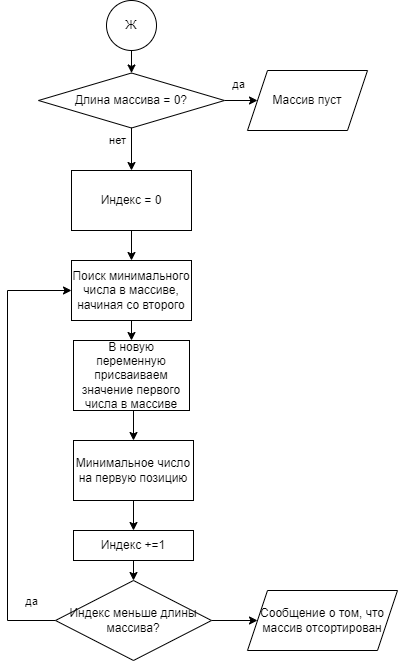 Ж
Длина массива = 0?
да
Массив пуст
нет
Индекс = 0
Поиск минимального
числа в массиве,
начиная со второго
В новую
переменную
присваиваем
значение первого
числа в массиве
Минимальное число
на первую позицию
Индекс +=1
да
Индекс меньше длины
массива?
Сообщение о том, что
массив отсортирован